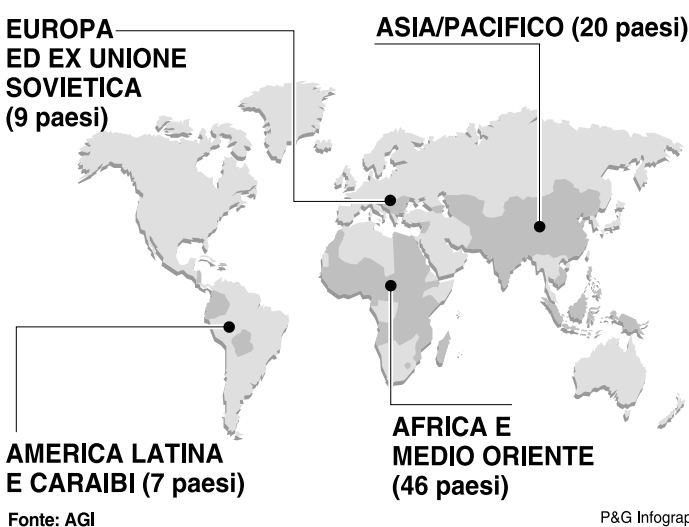 EUROPA
ED EX UNIONE
SOVIETICA
(9 paesi)
ASIA/PACIFICO (20 paesi)
AMERICA LATINA
E CARAIBI (7 paesi)
AFRICA E
MEDIO ORIENTE
(46 paesi)
Fonte: AGI
P&G Infograp